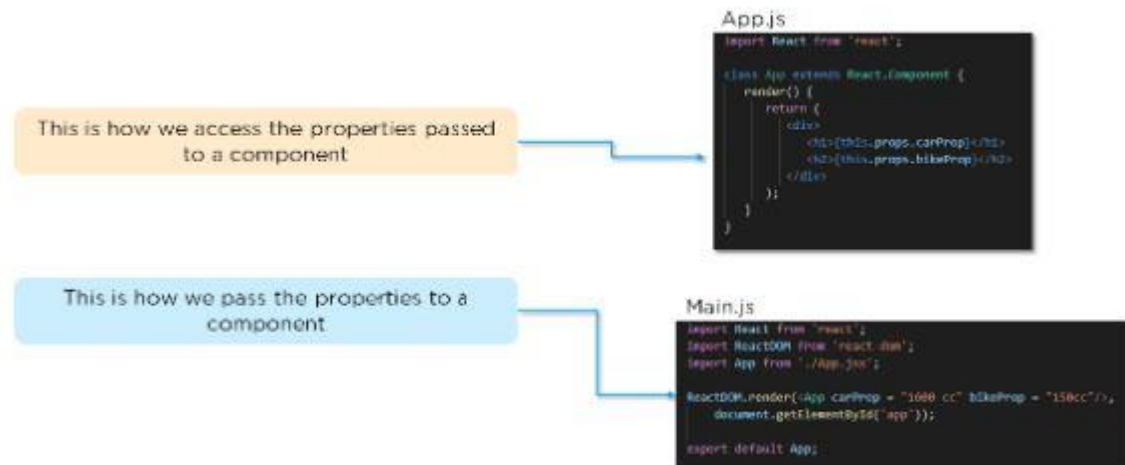 App.js
import React from 'react';
class App extends React.Component {
render() {
return (
<div>
<h1>{this.props.carProp}</h1>
<h2>{this.props.bikeProp}</h2>
</div>
);
}
}
This is how we access the properties passed
to a component
This is how we pass the properties to a
component
Main.js
import React from 'react';
import ReactDOM from 'react-dom';
import App from './App.jsx';
ReactDOM.render(<App carProp = "1600 cc" bikeProp = "150cc"/>,
document.getElementById('app'));
export default App;